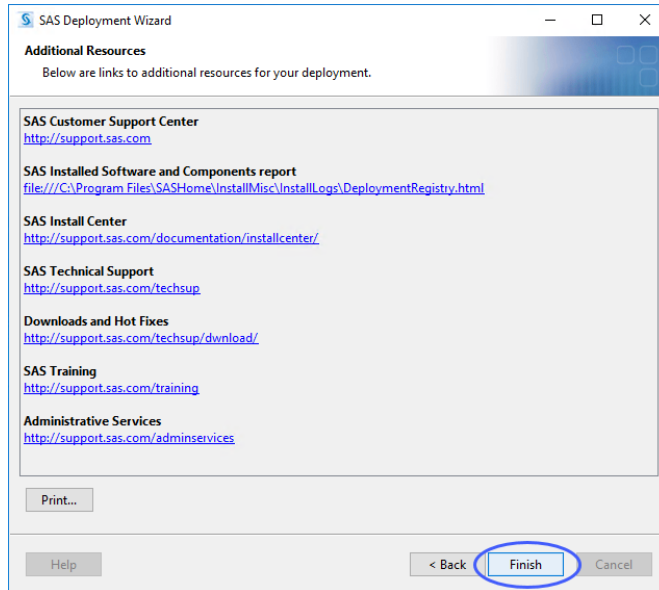 SAS Deployment Wizard
Additional Resources
Below are links to additional resources for your deployment.
SAS Customer Support Center
http://support.sas.com
SAS Installed Software and Components report
file:///C:\Program Files\SASHome\InstallMisc\InstallLogs\DeploymentRegistry.html
SAS Install Center
http://support.sas.com/documentation/installcenter/
SAS Technical Support
http://support.sas.com/techsup
Downloads and Hot Fixes
http://support.sas.com/techsup/dwnload/
SAS Training
http://support.sas.com/training
Administrative Services
http://support.sas.com/adminservices
Print...
Help
< Back
Finish
Cancel